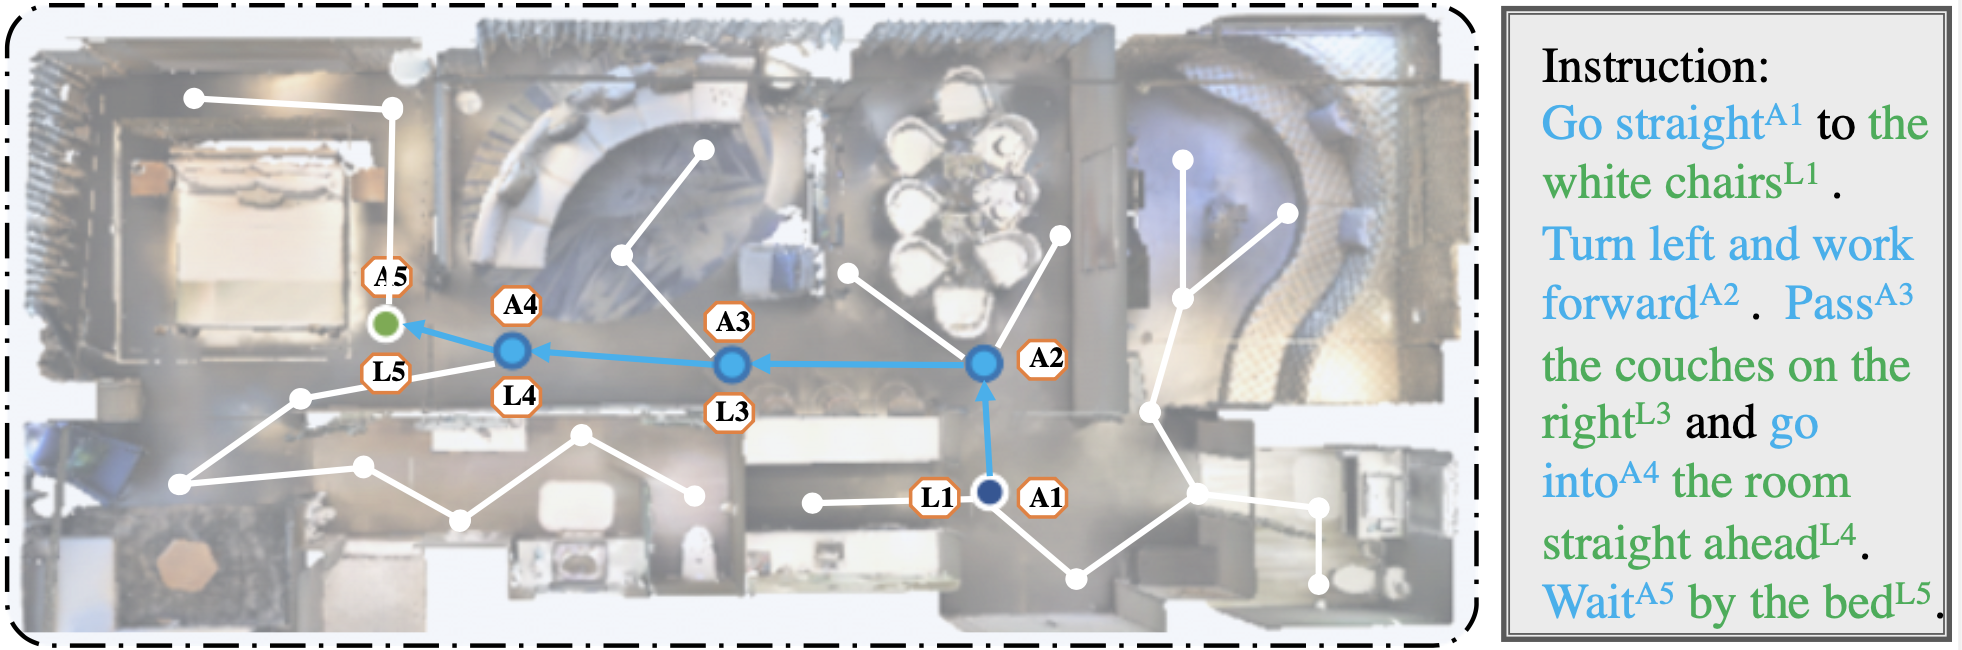 A5
A4
A3
A2
L5
L4
L3
L1
A1
Instruction:
Go straight^A1 to the
white chairs^L1 .
Turn left and work
forward^A2 . Pass^A3
the couches on the
right^L3 and go
into^A4 the room
straight ahead^L4.
Wait^A5 by the bed^L5.